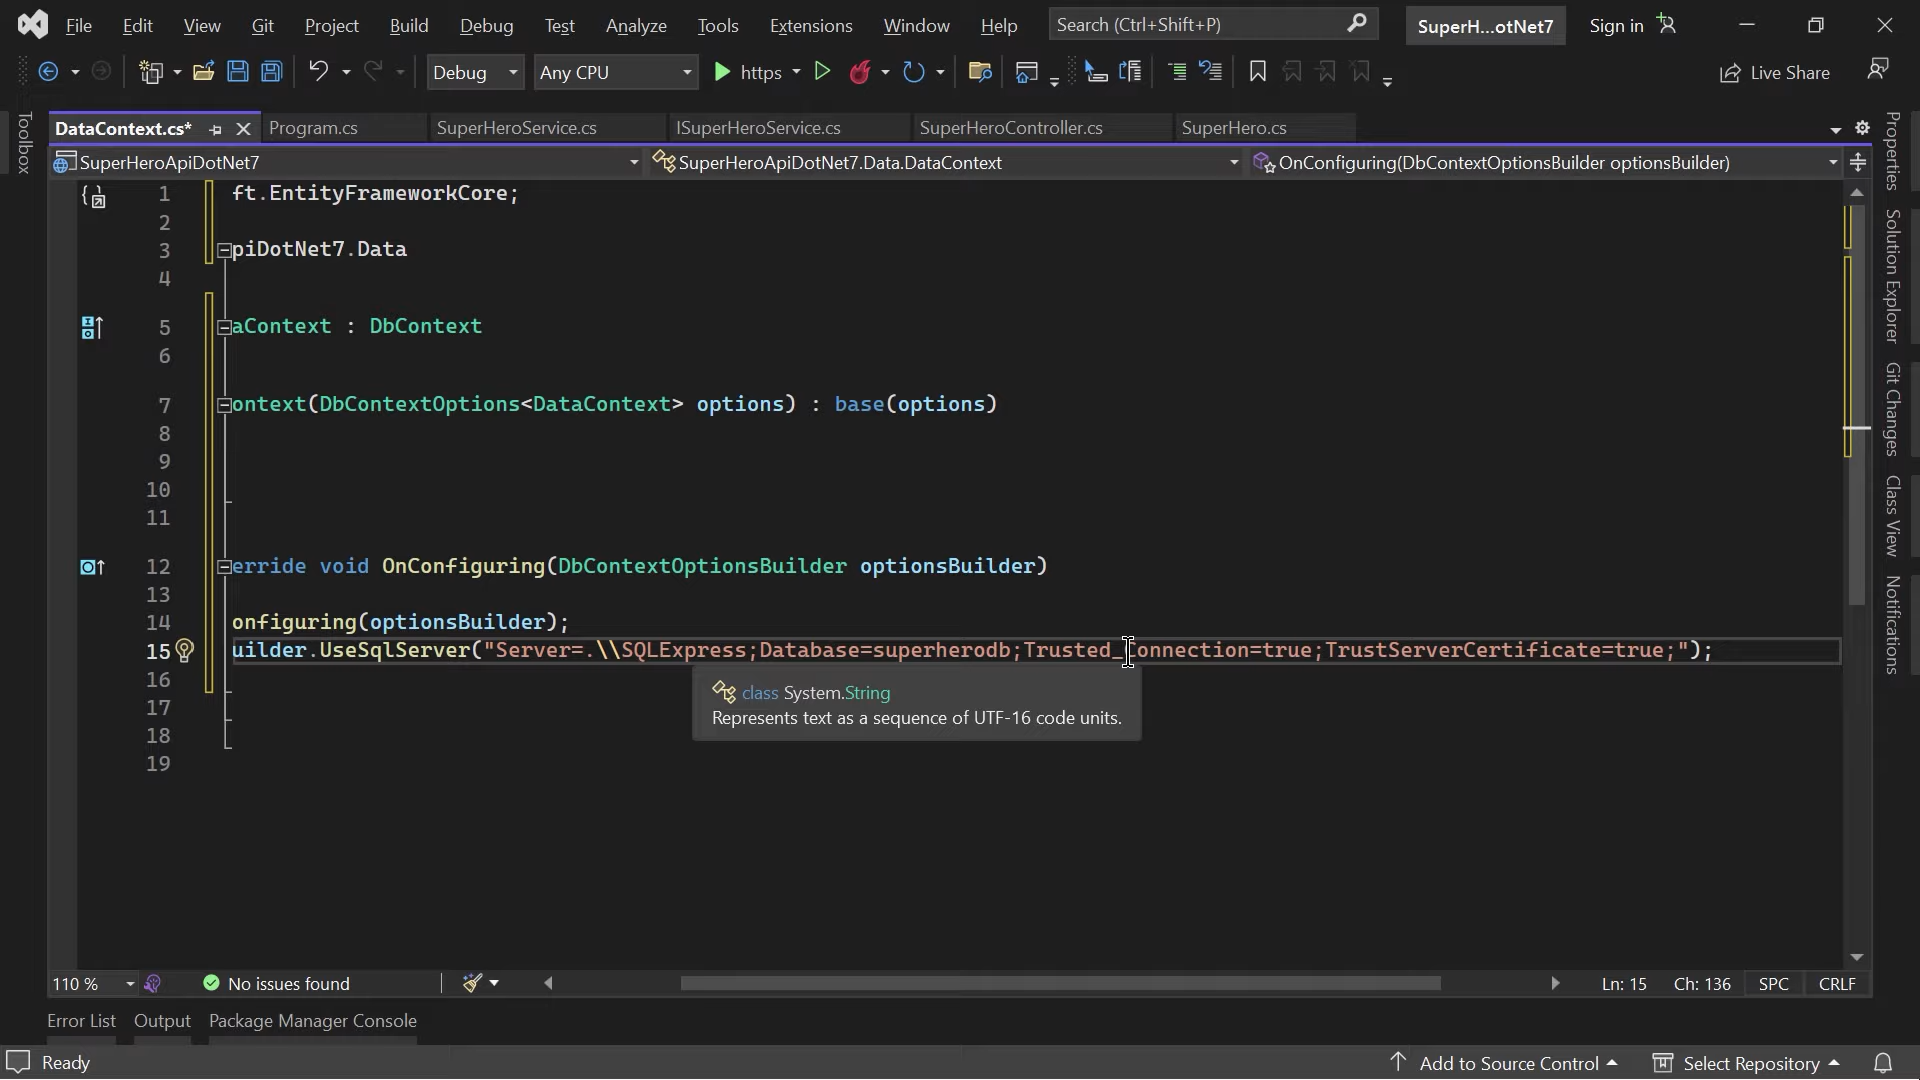 File Edit View Git Project Build Debug Test Analyze Tools Extensions Window Help Search (Ctrl+Shift+P) SuperH...otNet7 Sign in
Debug Any CPU https Live Share
Toolbox
DataContext.cs* Program.cs SuperHeroService.cs ISuperHeroService.cs SuperHeroController.cs SuperHero.cs
SuperHeroApiDotNet7 SuperHeroApiDotNet7.Data.DataContext OnConfiguring(DbContextOptionsBuilder optionsBuilder)
1 ft.EntityFrameworkCore;
2
3 piDotNet7.Data
4
5 aContext : DbContext
6
7 ontext(DbContextOptions<DataContext> options) : base(options)
8
9
10
11
12 erride void OnConfiguring(DbContextOptionsBuilder optionsBuilder)
13
14 onfiguring(optionsBuilder);
15 uilder.UseSqlServer("Server=.\\SQLExpress;Database=superherodb;Trusted_Connection=true;TrustServerCertificate=true;");
16
17
18
19
class System.String
Represents text as a sequence of UTF-16 code units.
Properties
Solution Explorer
Git Changes
Class View
Notifications
110 % No issues found Ln: 15 Ch: 136 SPC CRLF
Error List Output Package Manager Console
Ready Add to Source Control Select Repository